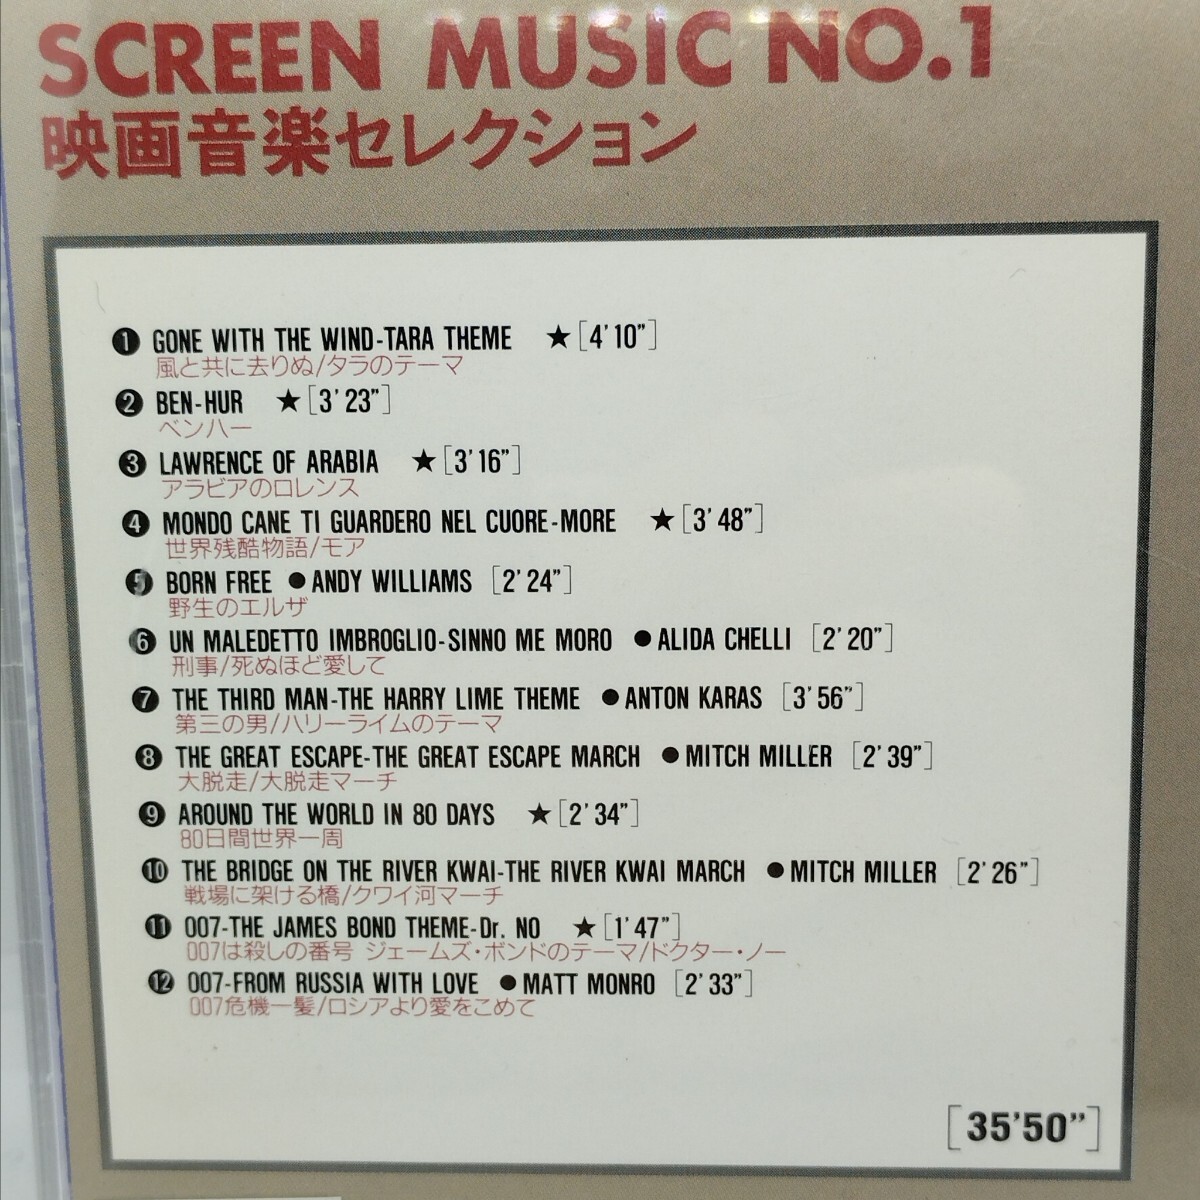 SCREEN MUSIC NO.1
映画音楽セレクション
❶ GONE WITH THE WIND-TARA THEME ★[4'10"]
風と共に去りぬ/タラのテーマ
❷ BEN-HUR ★[3'23"]
ベンハー
❸ LAWRENCE OF ARABIA ★[3'16"]
アラビアのロレンス
❹ MONDO CANE TI GUARDERO NEL CUORE-MORE ★[3'48"]
世界残酷物語/モア
❺ BORN FREE ●ANDY WILLIAMS [2'24"]
野生のエルザ
❻ UN MALEDETTO IMBROGLIO-SINNO ME MORO ●ALIDA CHELLI [2'20"]
刑事/死ぬほど愛して
❼ THE THIRD MAN-THE HARRY LIME THEME ●ANTON KARAS [3'56"]
第三の男/ハリーライムのテーマ
❽ THE GREAT ESCAPE-THE GREAT ESCAPE MARCH ●MITCH MILLER [2'39"]
大脱走/大脱走マーチ
❾ AROUND THE WORLD IN 80 DAYS ★[2'34"]
80日間世界一周
❿ THE BRIDGE ON THE RIVER KWAI-THE RIVER KWAI MARCH ●MITCH MILLER [2'26"]
戦場に架ける橋/クワイ河マーチ
⓫ 007-THE JAMES BOND THEME-Dr. NO ★[1'47"]
007は殺しの番号 ジェームズ・ボンドのテーマ/ドクター・ノー
⓬ 007-FROM RUSSIA WITH LOVE ●MATT MONRO [2'33"]
007危機一髪/ロシアより愛をこめて
[35'50"]